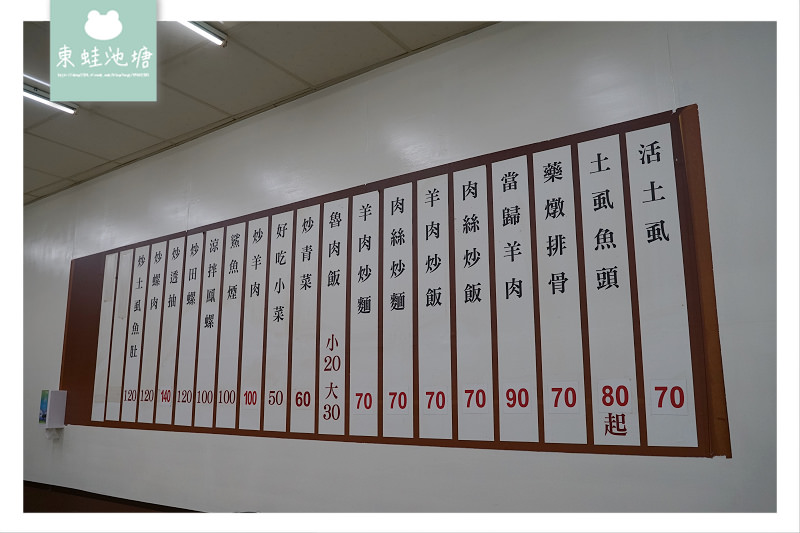 東蛙池塘
活土虱 70
土虱魚頭 80起
藥燉排骨 70
當歸羊肉 90
肉絲炒飯 70
羊肉炒飯 70
肉絲炒麵 70
羊肉炒麵 70
魯肉飯 小20 大30
炒青菜 60
好吃小菜 50
炒羊肉 100
鯊魚煙 100
涼拌鳳螺 100
炒田螺 120
炒透抽 140
炒螺肉 120
炒土虱魚肚 120